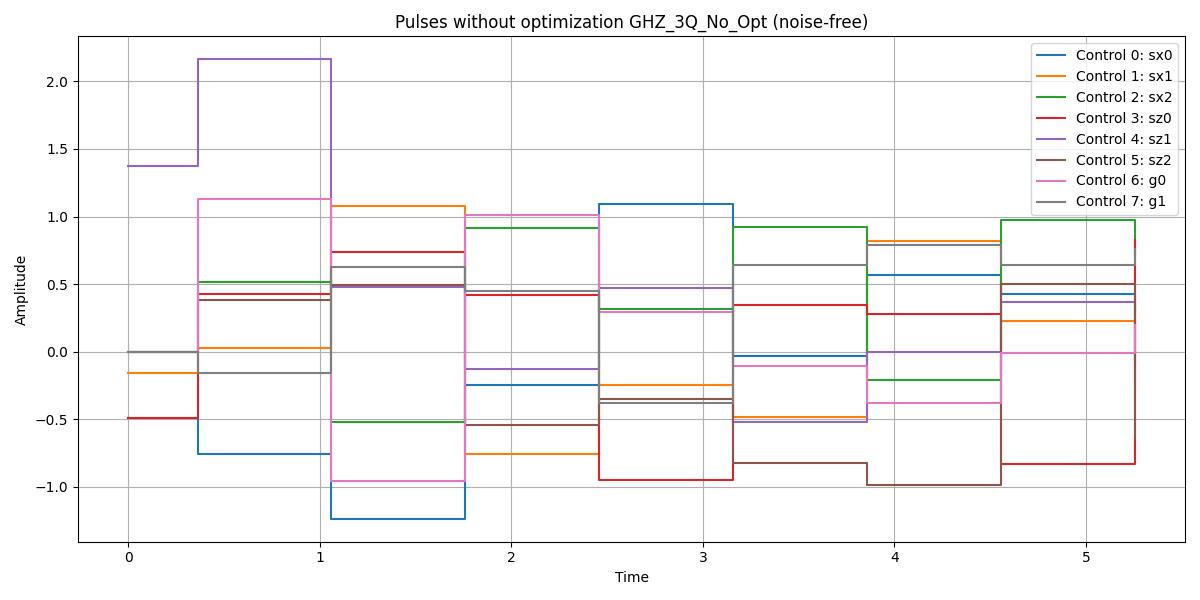 Pulses without optimization GHZ_3Q_No_Opt (noise-free)
Control 0: sx0
Control 1: sx1
Control 2: sx2
Control 3: sz0
Control 4: sz1
Control 5: sz2
Control 6: g0
Control 7: g1
Amplitude
2.0
1.5
1.0
0.5
0.0
−0.5
−1.0
0 1 2 3 4 5
Time